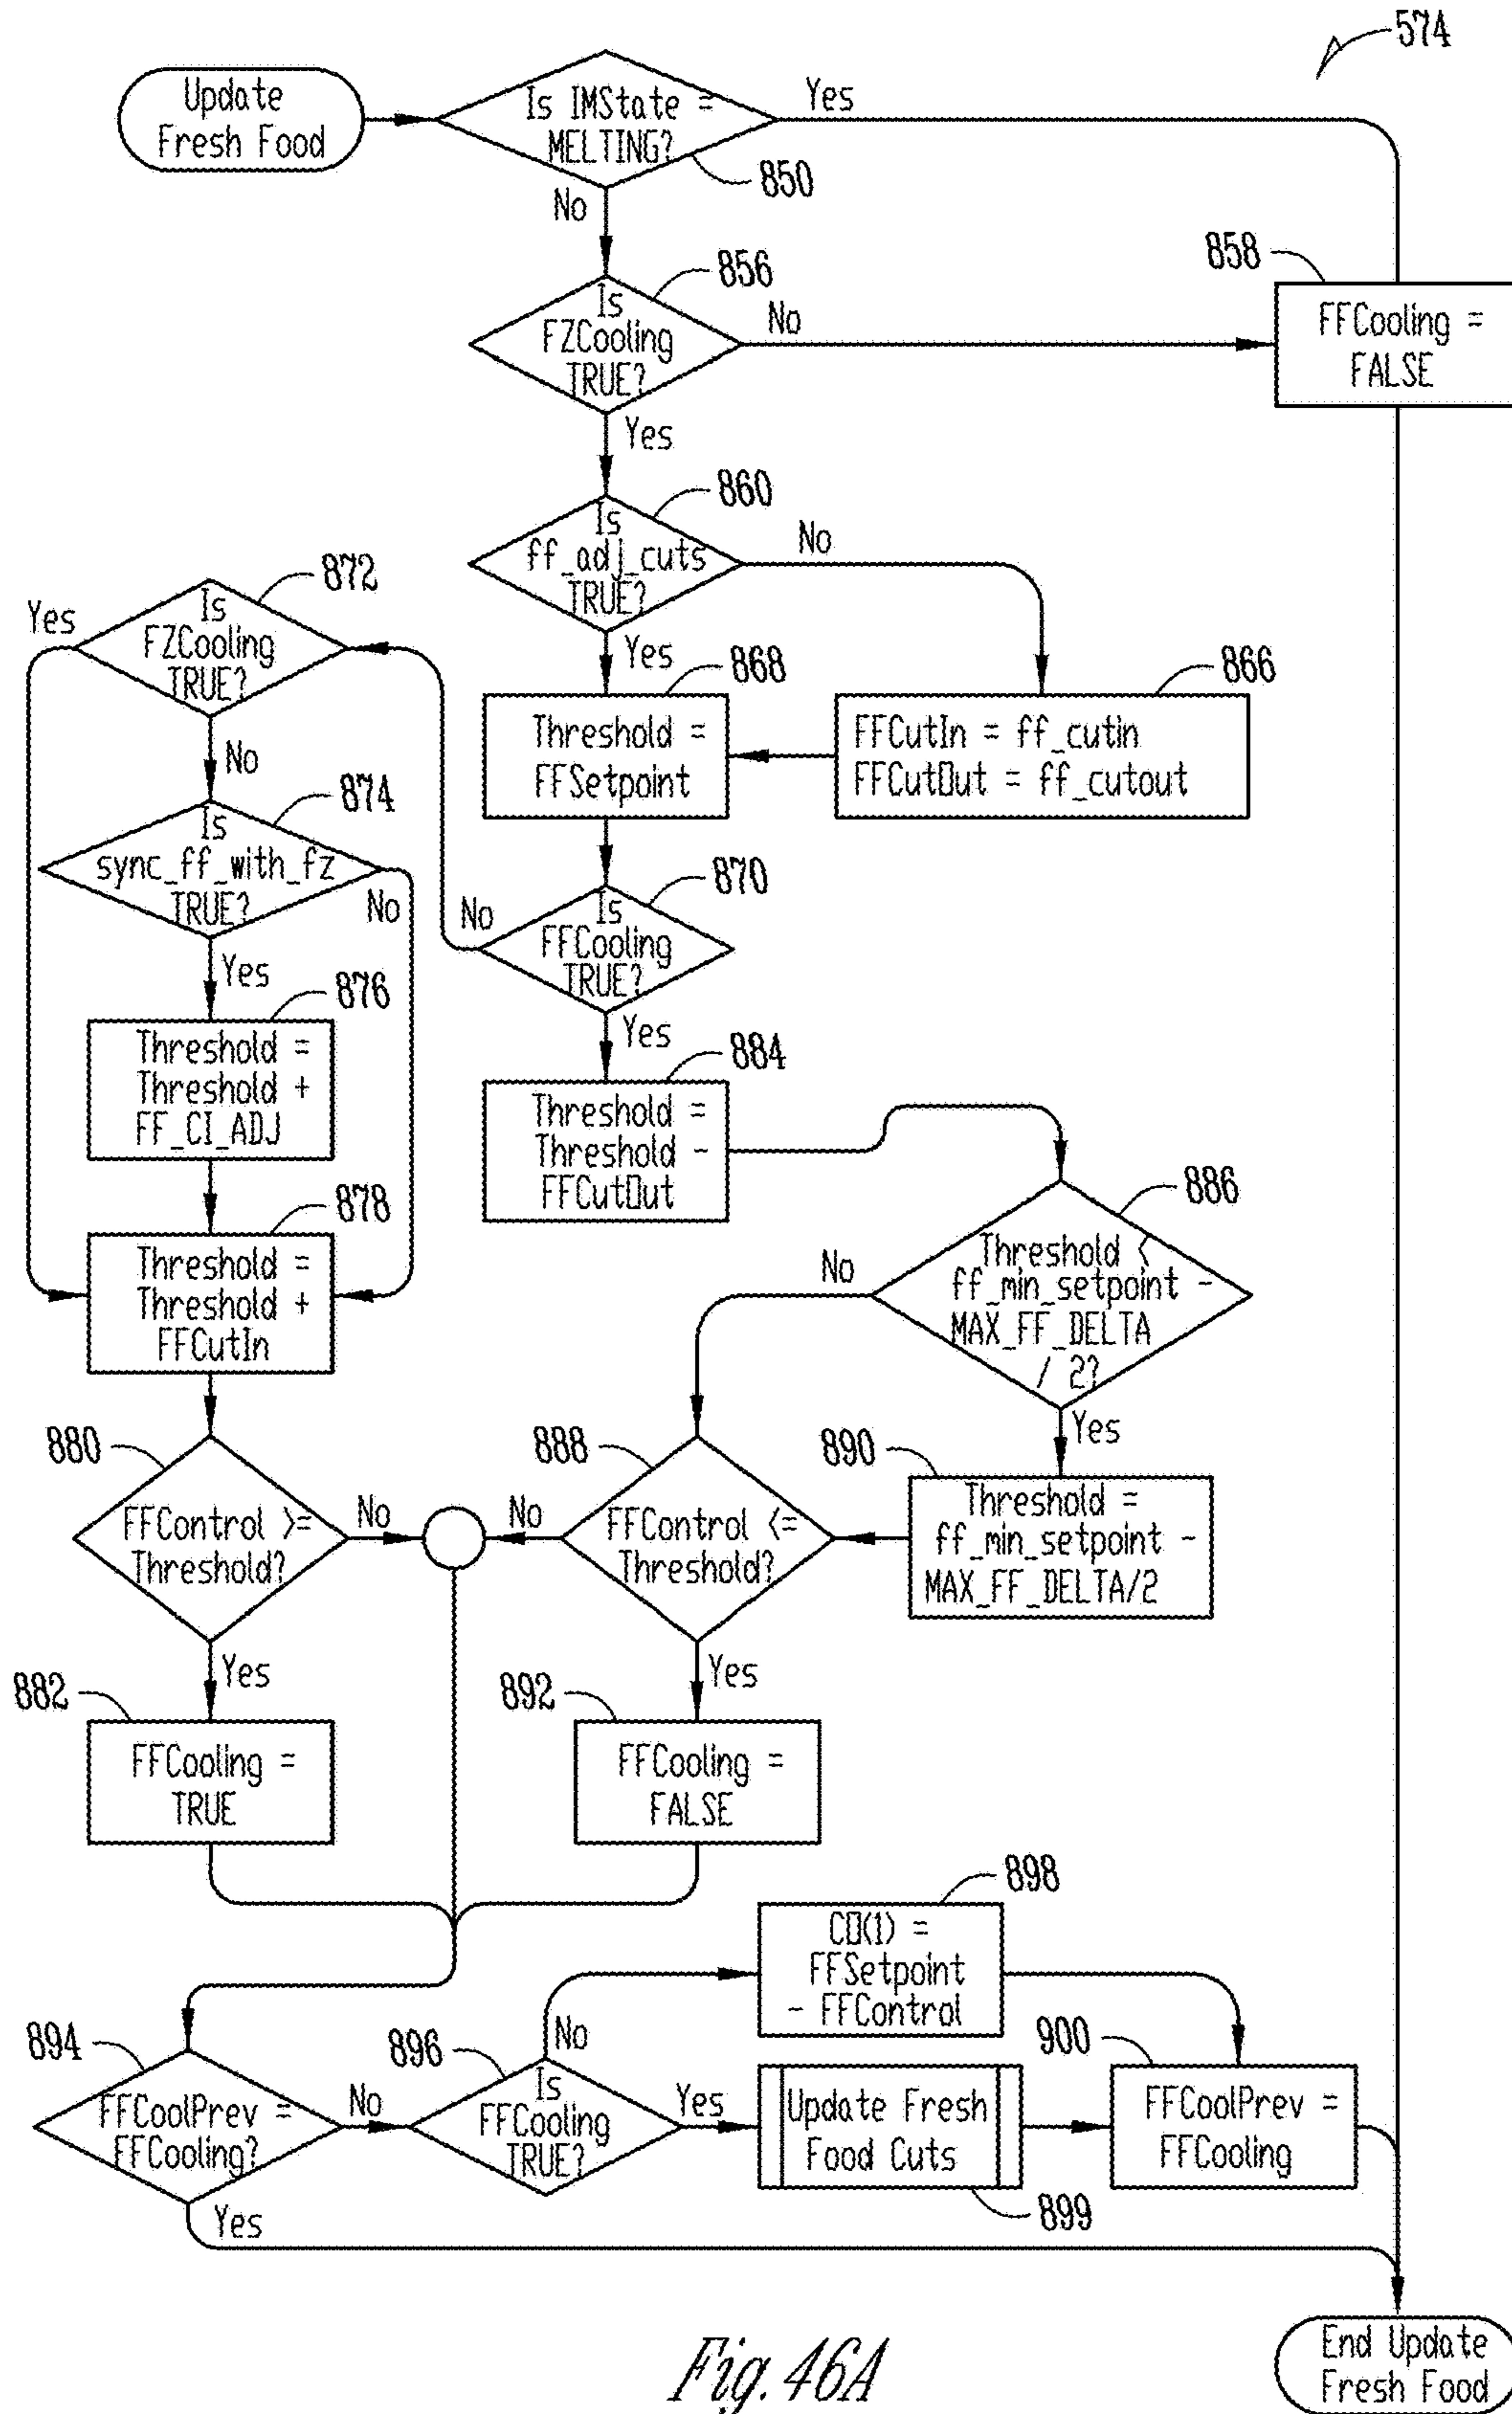 574
Update
Fresh Food
Is IMState =
MELTING?
Yes
850
No
856
Is
FZCooling
TRUE?
No
858
FFCooling =
FALSE
Yes
860
Is
ff_adj_cuts
TRUE?
No
872
Is
FZCooling
TRUE?
Yes
Yes
868
Threshold =
FFSetpoint
866
FFCutIn = ff_cutin
FFCutOut = ff_cutout
No
874
Is
sync_ff_with_fz
TRUE?
No
870
Is
FFCooling
TRUE?
No
Yes
876
Threshold =
Threshold +
FF_CI_ADJ
Yes
884
Threshold =
Threshold -
FFCutOut
878
Threshold =
Threshold +
FFCutIn
886
Threshold <
ff_min_setpoint -
MAX_FF_DELTA
/ 2?
No
Yes
880
FFControl >=
Threshold?
No
888
FFControl <=
Threshold?
No
890
Threshold =
ff_min_setpoint -
MAX_FF_DELTA/2
Yes
882
FFCooling =
TRUE
Yes
892
FFCooling =
FALSE
898
CO(1) =
FFSetpoint
- FFControl
894
FFCoolPrev =
FFCooling?
No
896
Is
FFCooling
TRUE?
No
Yes
Update Fresh
Food Cuts
899
900
FFCoolPrev =
FFCooling
Yes
End Update
Fresh Food
Fig. 46A